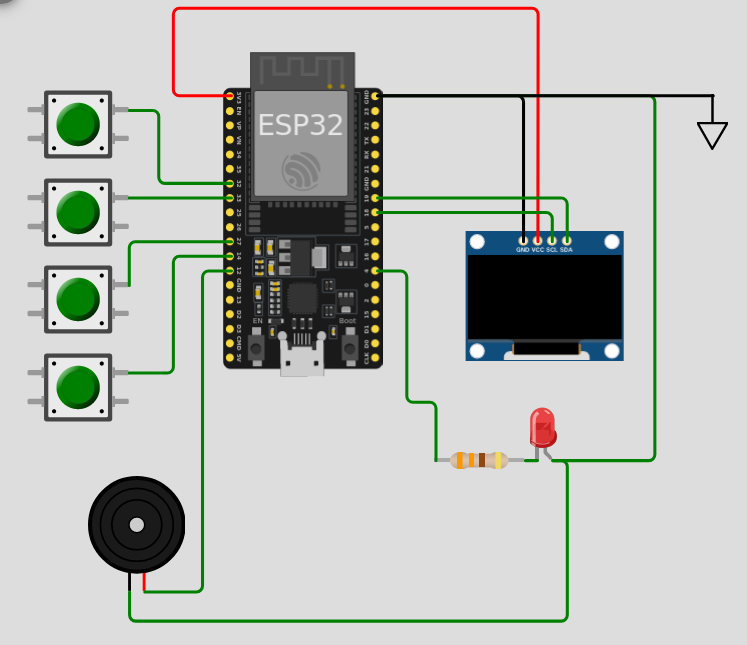 ESP32
3V3
EN
VP
VN
34
35
32
33
25
26
27
14
12
GND
13
D2
D3
CMD
5V
GND
23
22
TX
RX
21
GND
19
18
5
17
16
4
0
2
15
D1
D0
CLK
EN
Boot
GND VCC SCL SDA